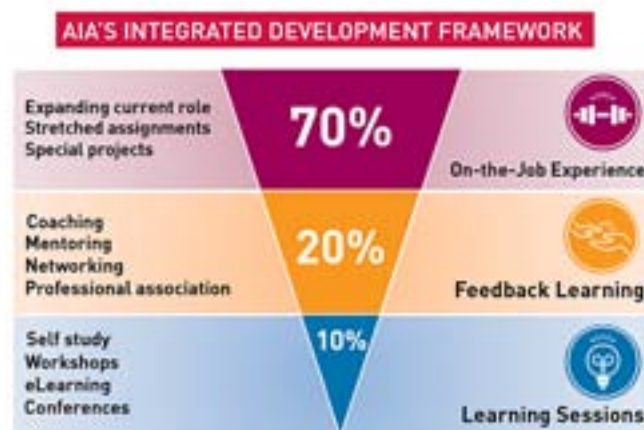 AIA'S INTEGRATED DEVELOPMENT FRAMEWORK
Expanding current role
Stretched assignments
Special projects
70%
On-the-Job Experience
Coaching
Mentoring
Networking
Professional association
20%
Feedback Learning
Self study
Workshops
eLearning
Conferences
10%
Learning Sessions